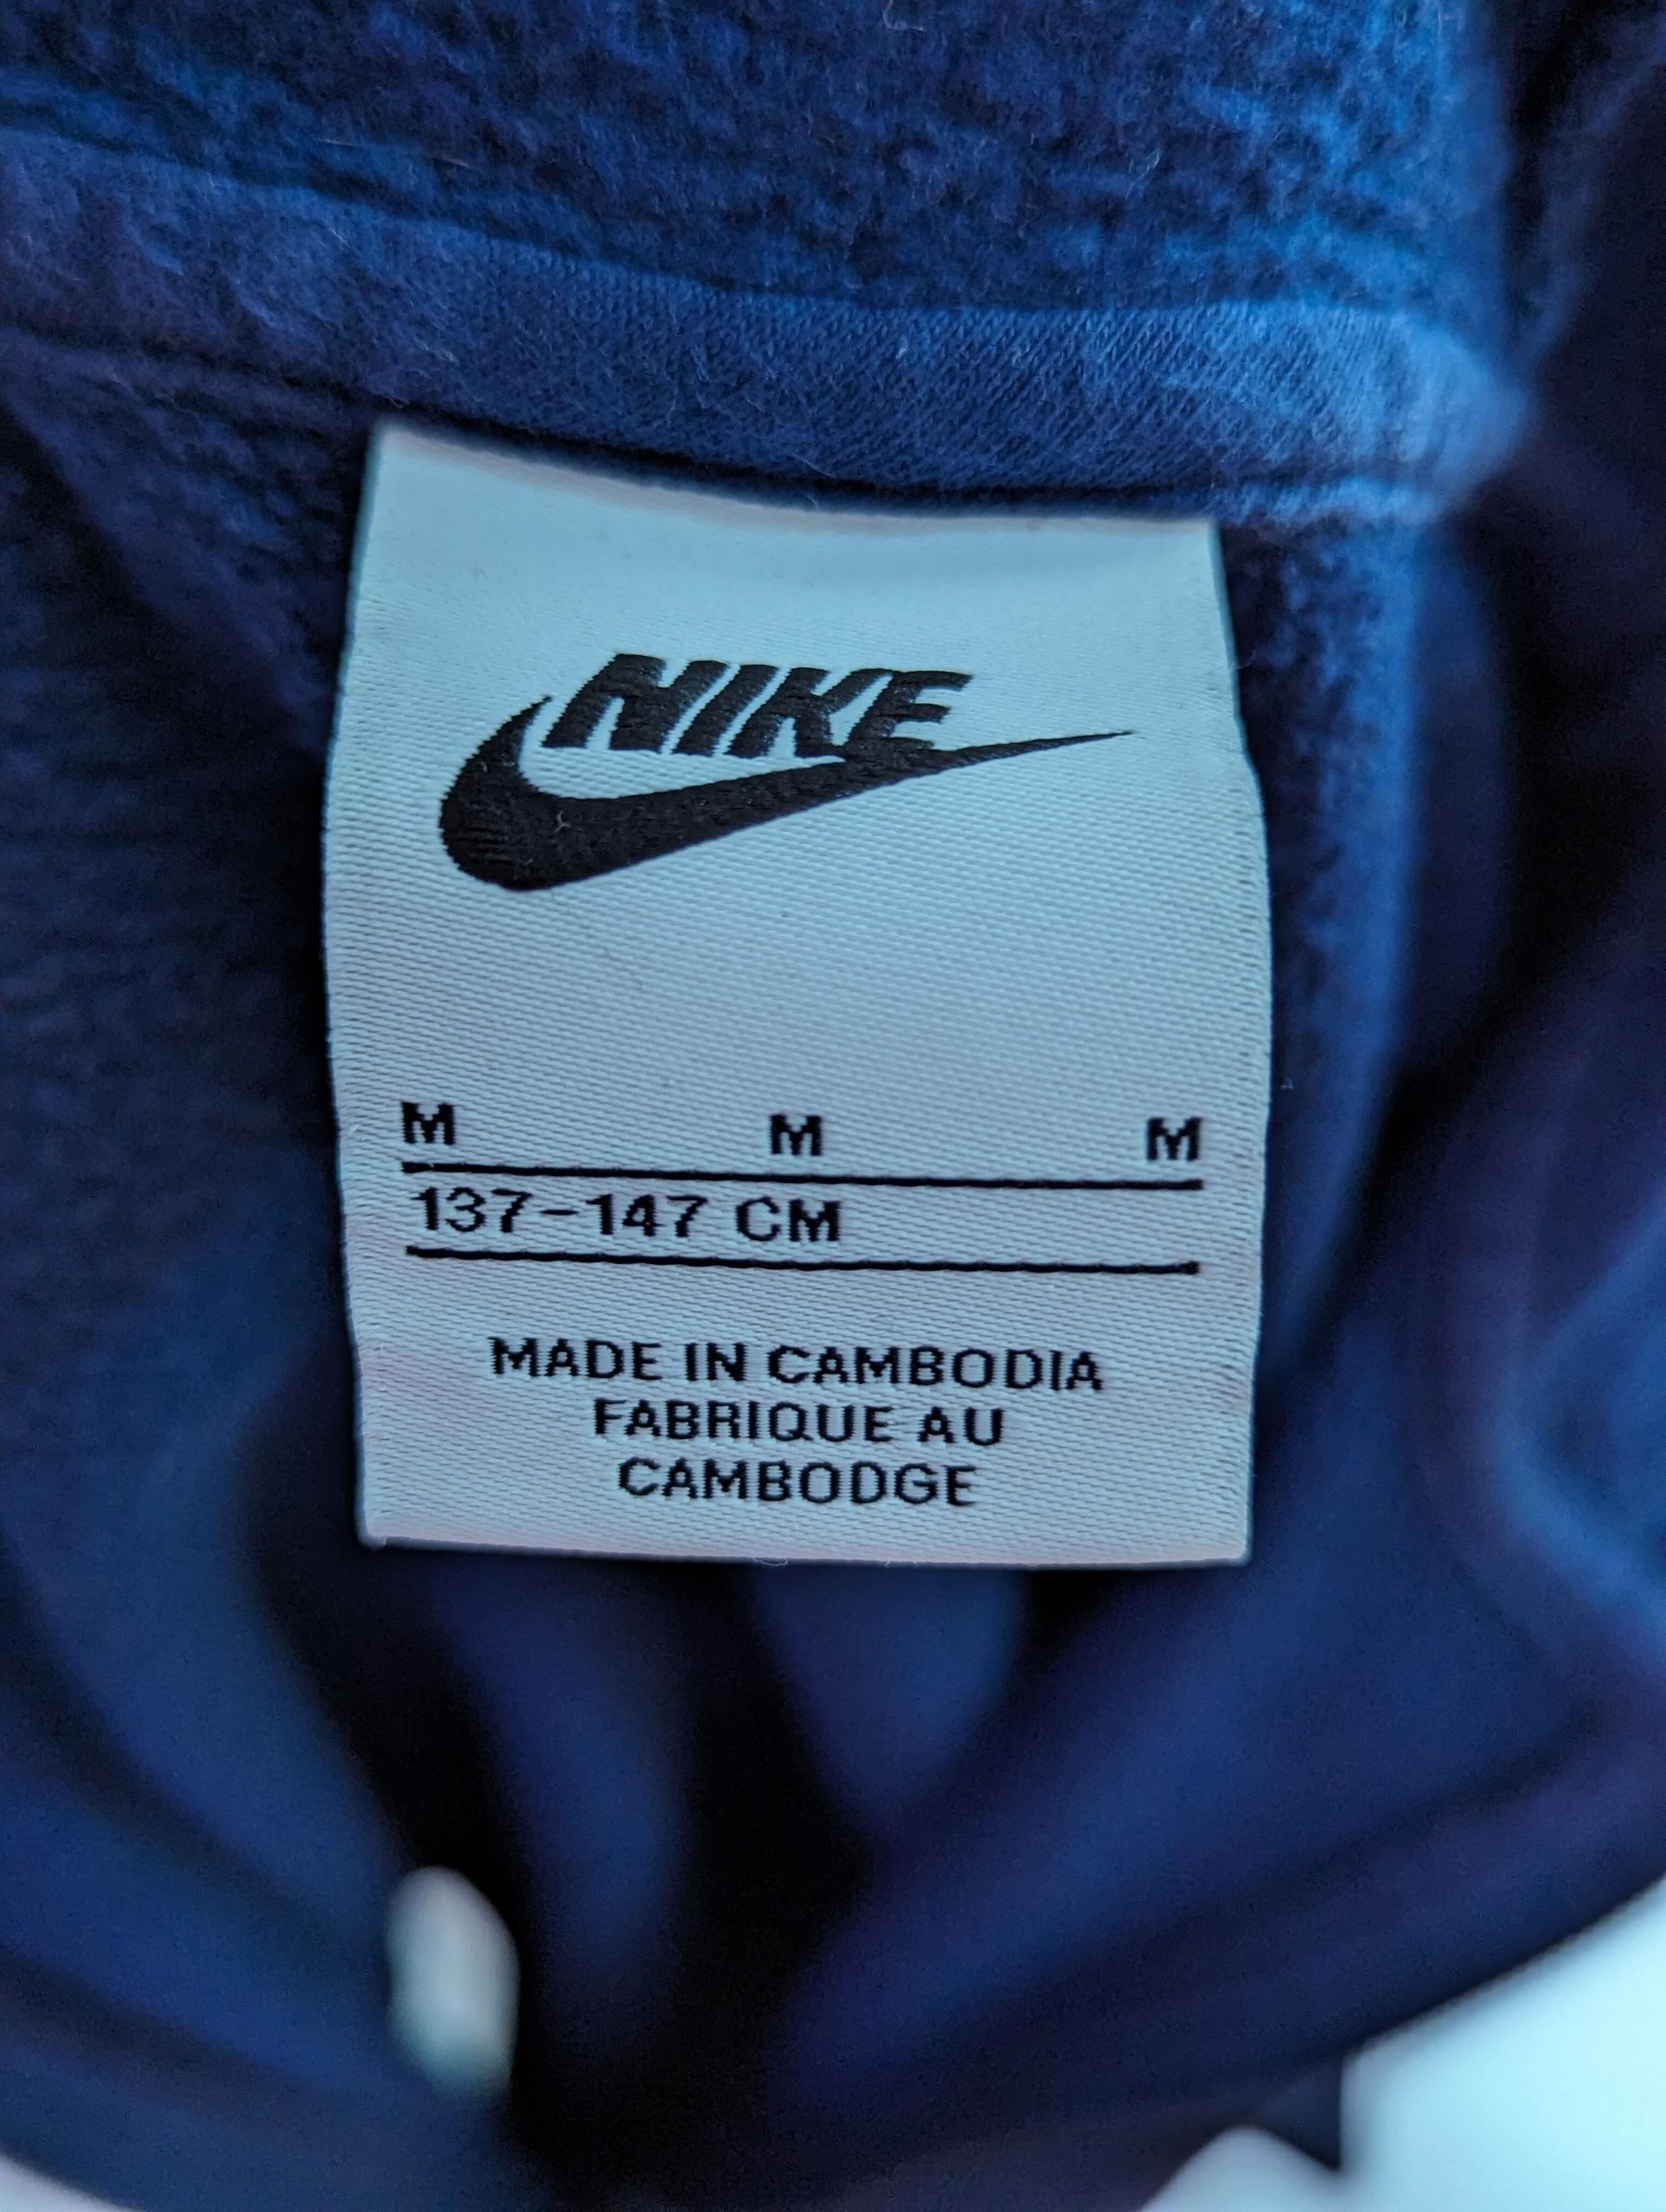 NIKE
M M M
137-147 CM
MADE IN CAMBODIA
FABRIQUE AU
CAMBODGE